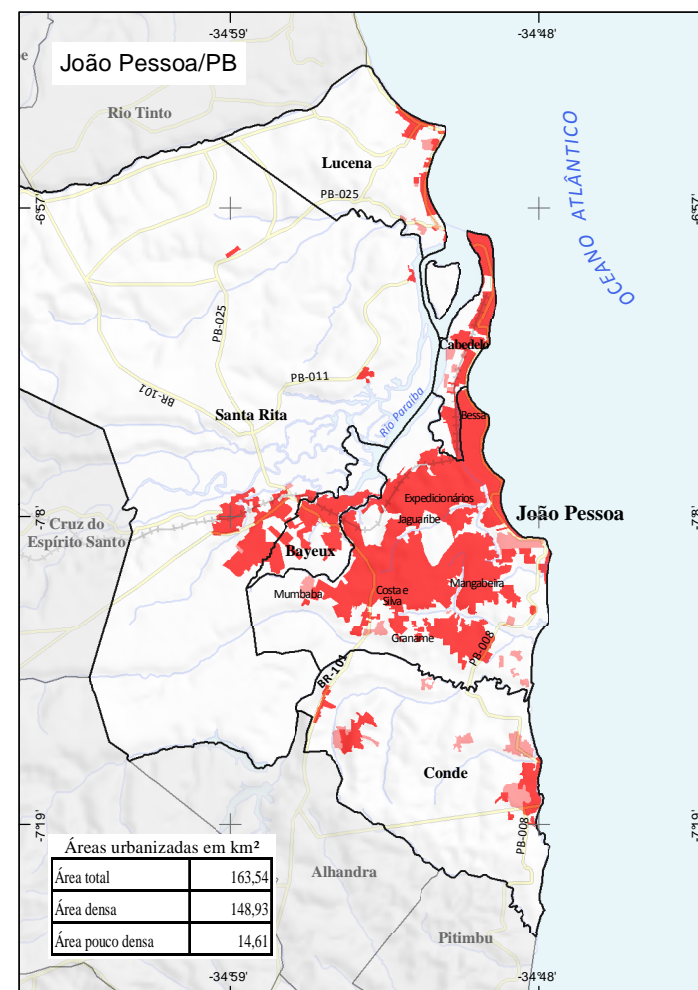 -34°59'
-34°48'
João Pessoa/PB
e
Rio Tinto
Lucena
PB-025
-6°57'
-6°57'
OCEANO ATLÂNTICO
PB-025
Cabedelo
PB-011
BR-101
Santa Rita
Rio Paraíba
Bessa
Expedicionários
João Pessoa
Jaguaribe
-7°8'
-7°8'
Cruz do
Espírito Santo
Bayeux
Mangabeira
Mumbaba
Costa e
Silva
Graname
PB-008
BR-101
Conde
-7°19'
-7°19'
PB-008
Áreas urbanizadas em km²
Área total 163,54
Área densa 148,93
Área pouco densa 14,61
Alhandra
Pitimbu
-34°59'
-34°48'